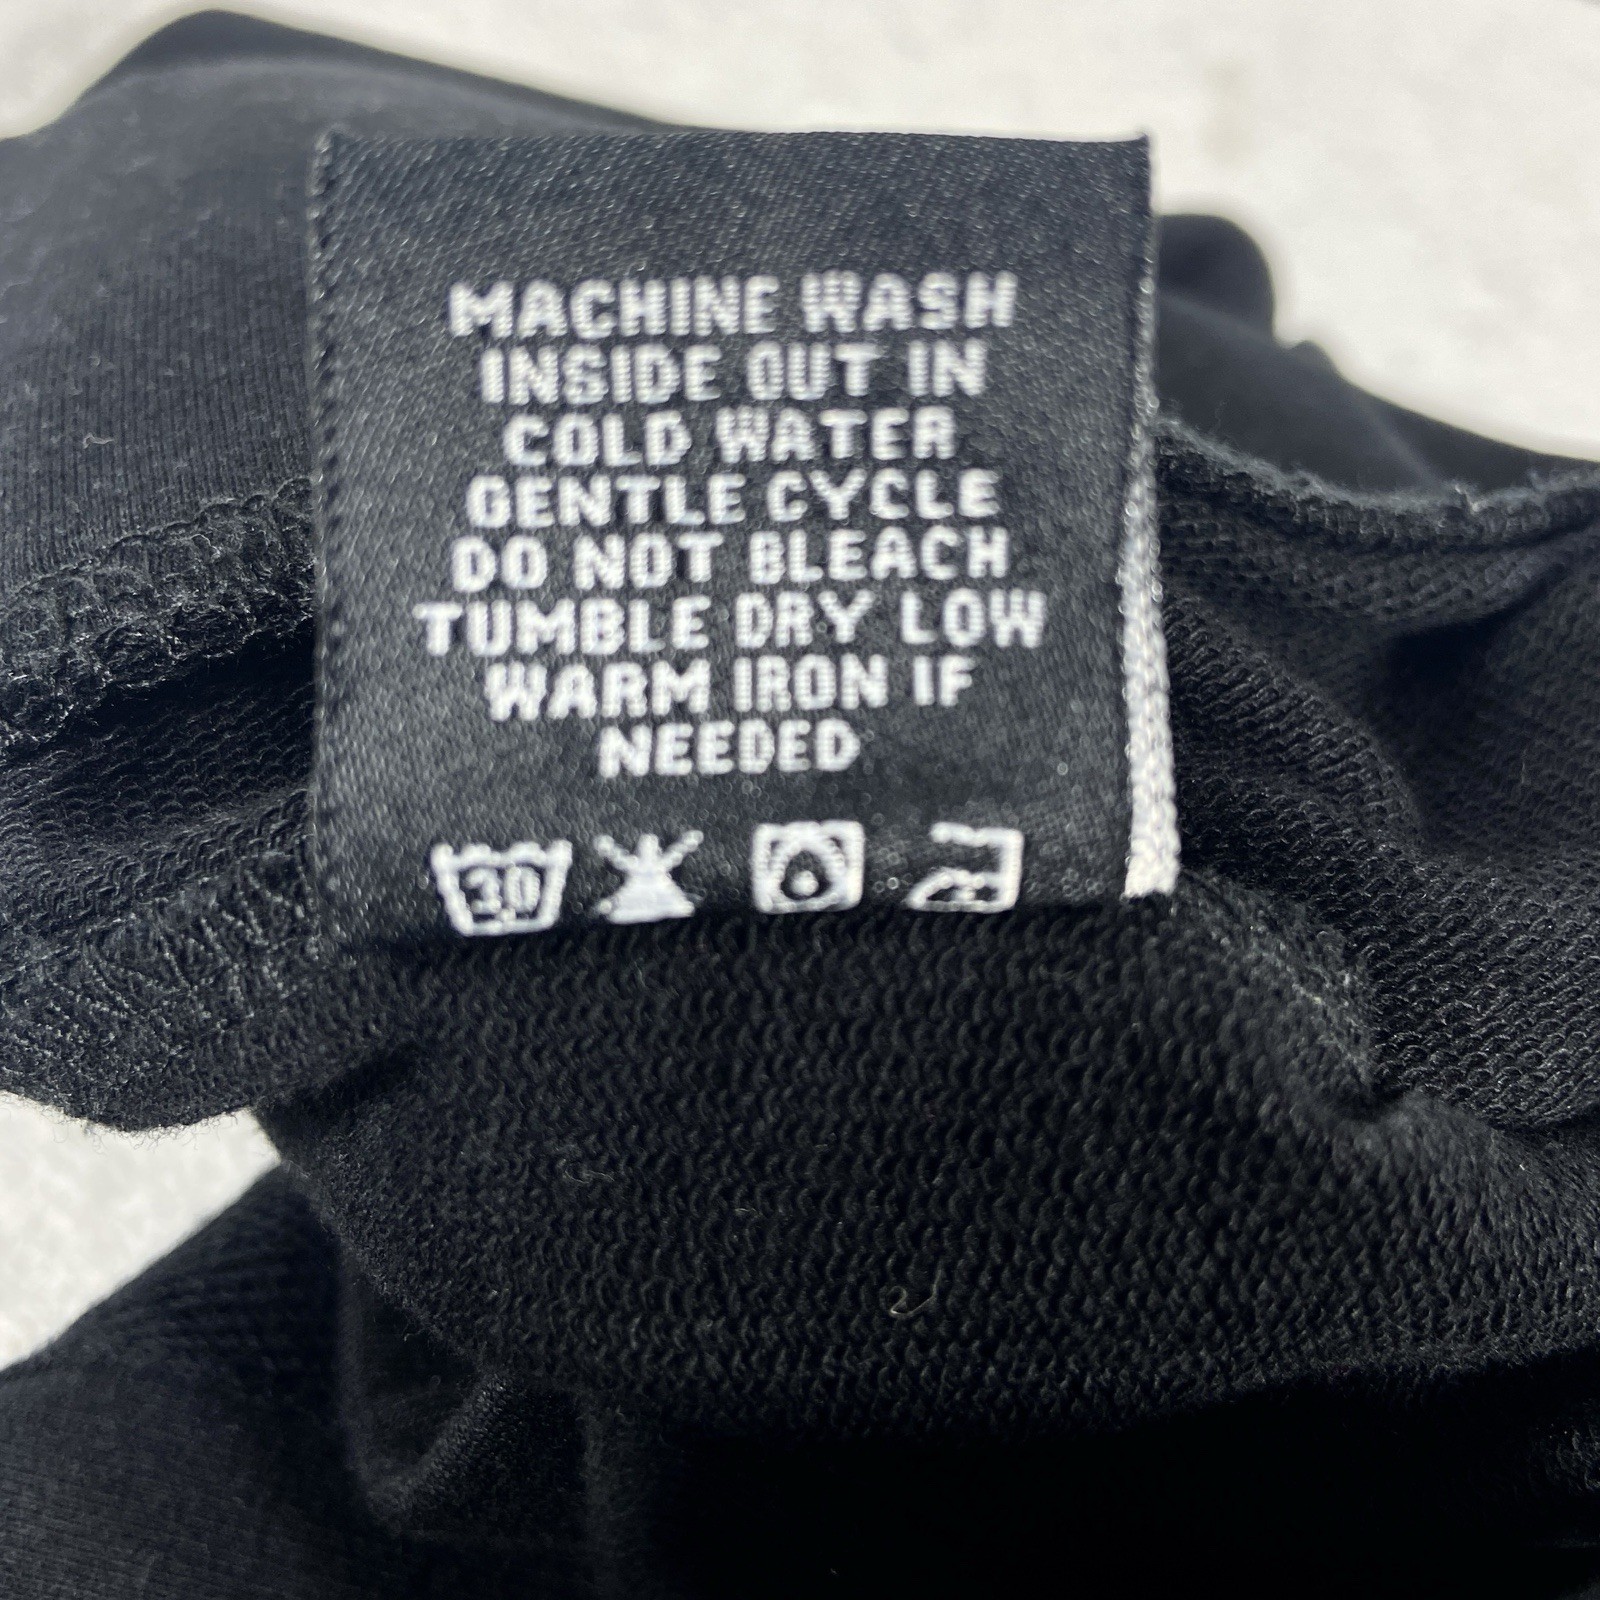 MACHINE WASH
INSIDE OUT IN
COLD WATER
GENTLE CYCLE
DO NOT BLEACH
TUMBLE DRY LOW
WARM IRON IF
NEEDED
30